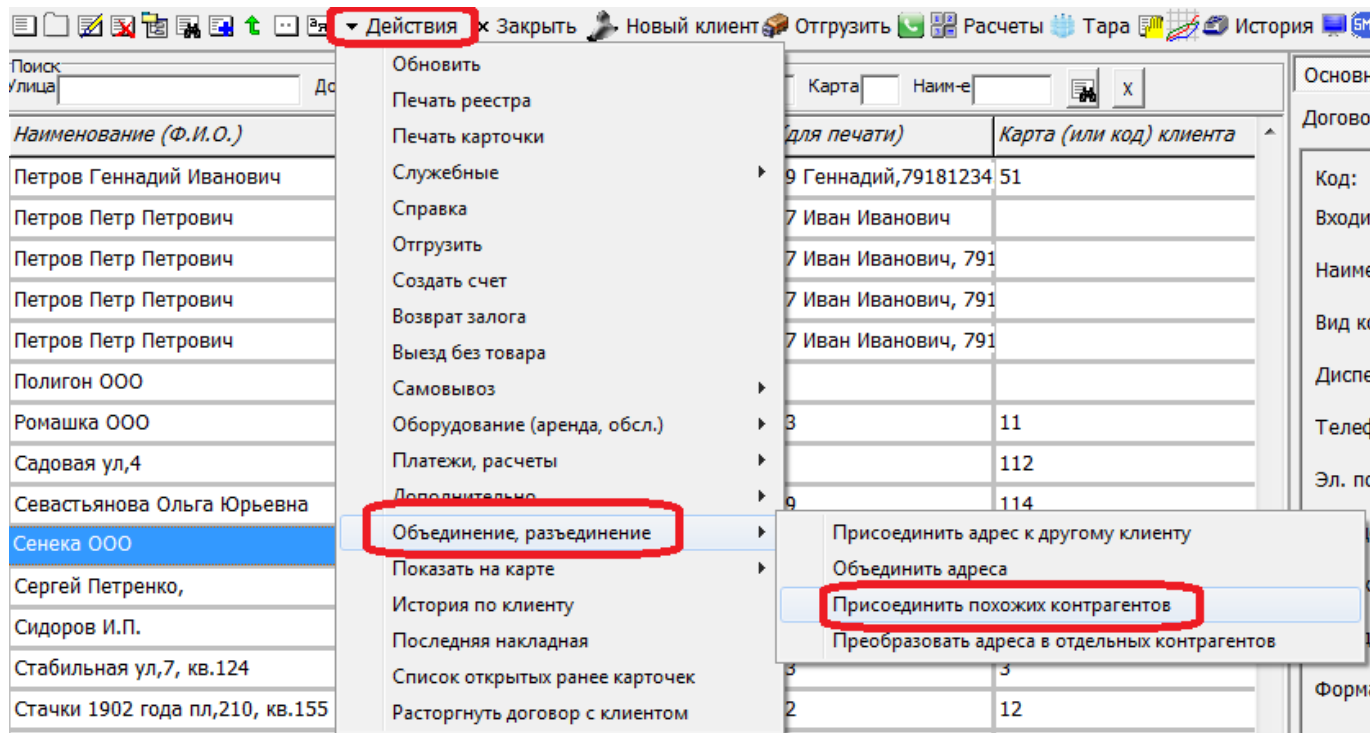 Действия × Закрыть Новый клиент Отгрузить Расчеты Тара История
Поиск
Улица До Карта Наим-е X
Основн
Договo
Наименование (Ф.И.О.) (для печати) Карта (или код) клиента
Петров Геннадий Иванович 9 Геннадий,79181234 51
Петров Петр Петрович 7 Иван Иванович
Петров Петр Петрович 7 Иван Иванович, 791
Петров Петр Петрович 7 Иван Иванович, 791
Петров Петр Петрович 7 Иван Иванович, 791
Полигон ООО
Ромашка ООО 3 11
Садовая ул,4 112
Севастьянова Ольга Юрьевна 9 114
Сенека ООО
Сергей Петренко,
Сидоров И.П.
Стабильная ул,7, кв.124 3 3
Стачки 1902 года пл,210, кв.155 2 12
Обновить
Печать реестра
Печать карточки
Служебные
Справка
Отгрузить
Создать счет
Возврат залога
Выезд без товара
Самовывоз
Оборудование (аренда, обсл.)
Платежи, расчеты
Дополнительно
Объединение, разъединение
Показать на карте
История по клиенту
Последняя накладная
Список открытых ранее карточек
Расторгнуть договор с клиентом
Присоединить адрес к другому клиенту
Объединить адреса
Присоединить похожих контрагентов
Преобразовать адреса в отдельных контрагентов
Код:
Входи
Наиме
Вид ко
Диспе
Телеф
Эл. по
Форма